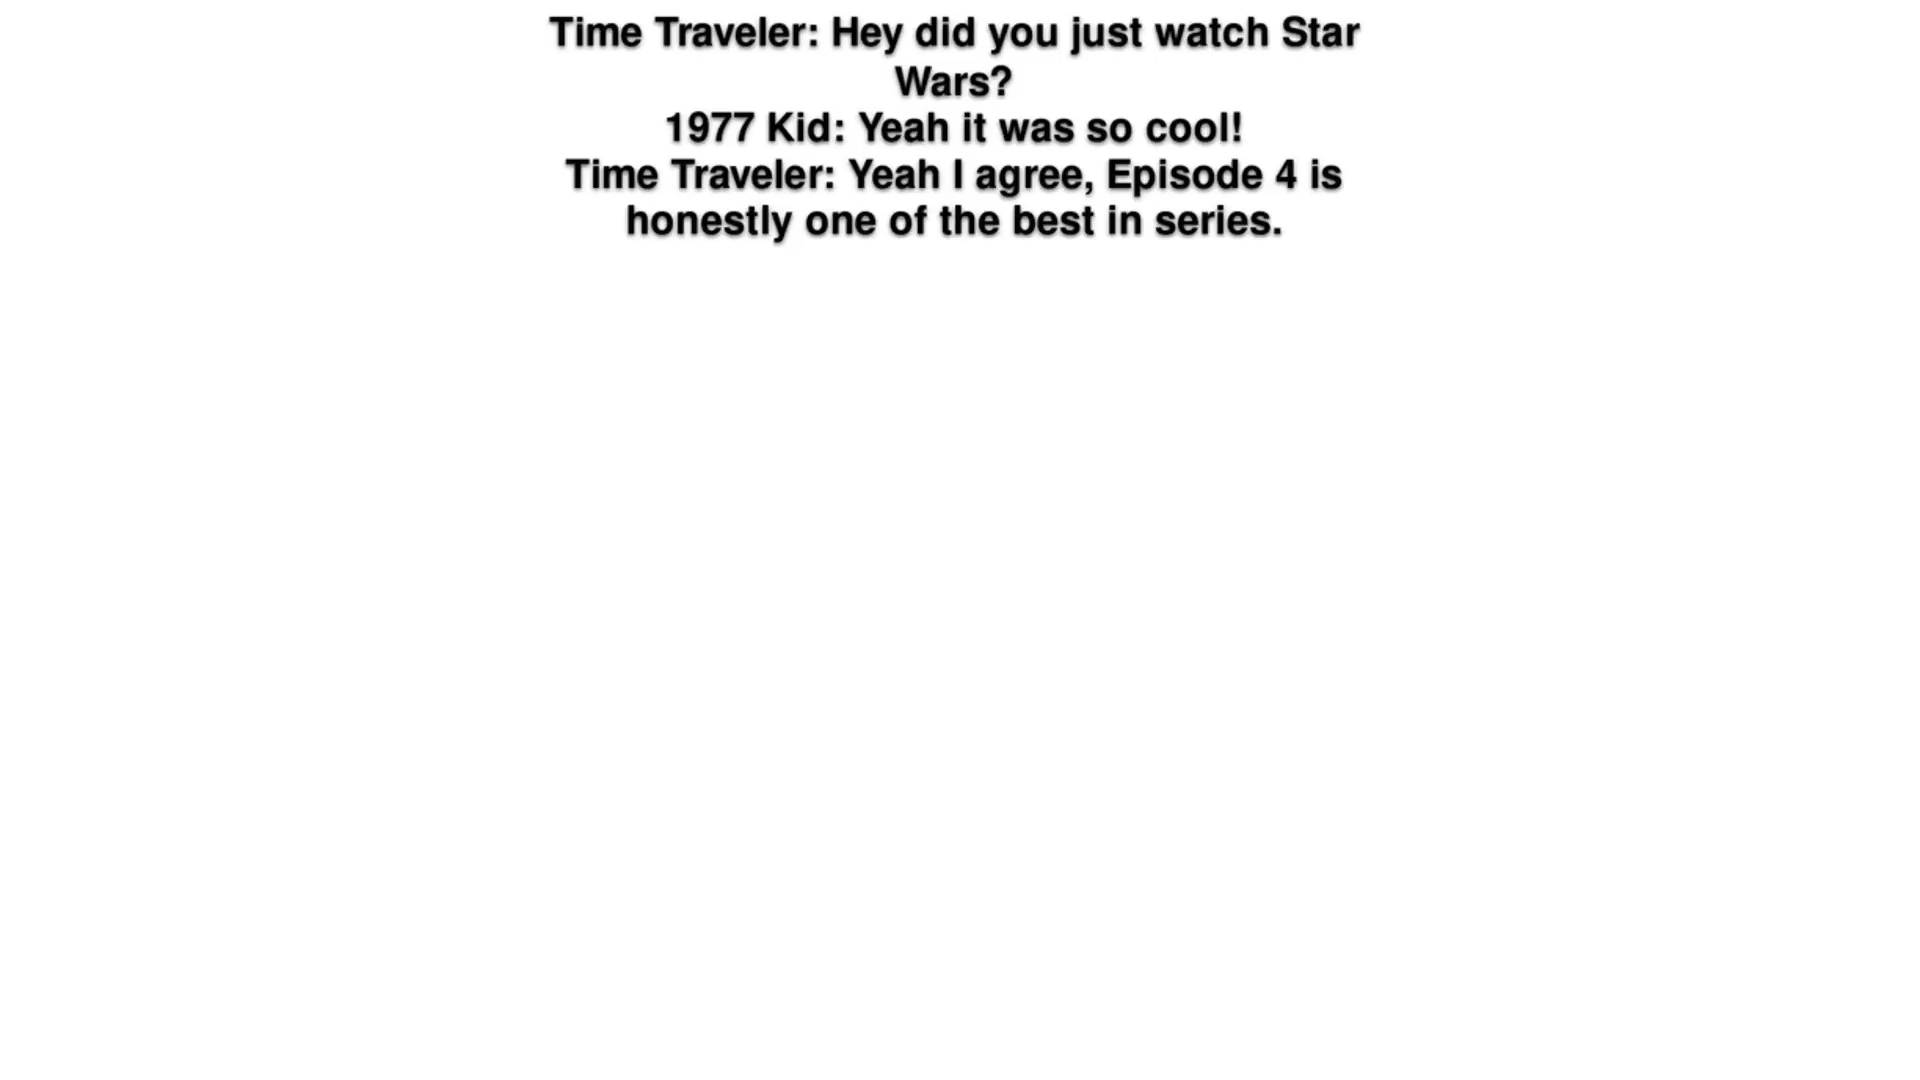 Time Traveler: Hey did you just watch Star
Wars?
1977 Kid: Yeah it was so cool!
Time Traveler: Yeah I agree, Episode 4 is
honestly one of the best in series.